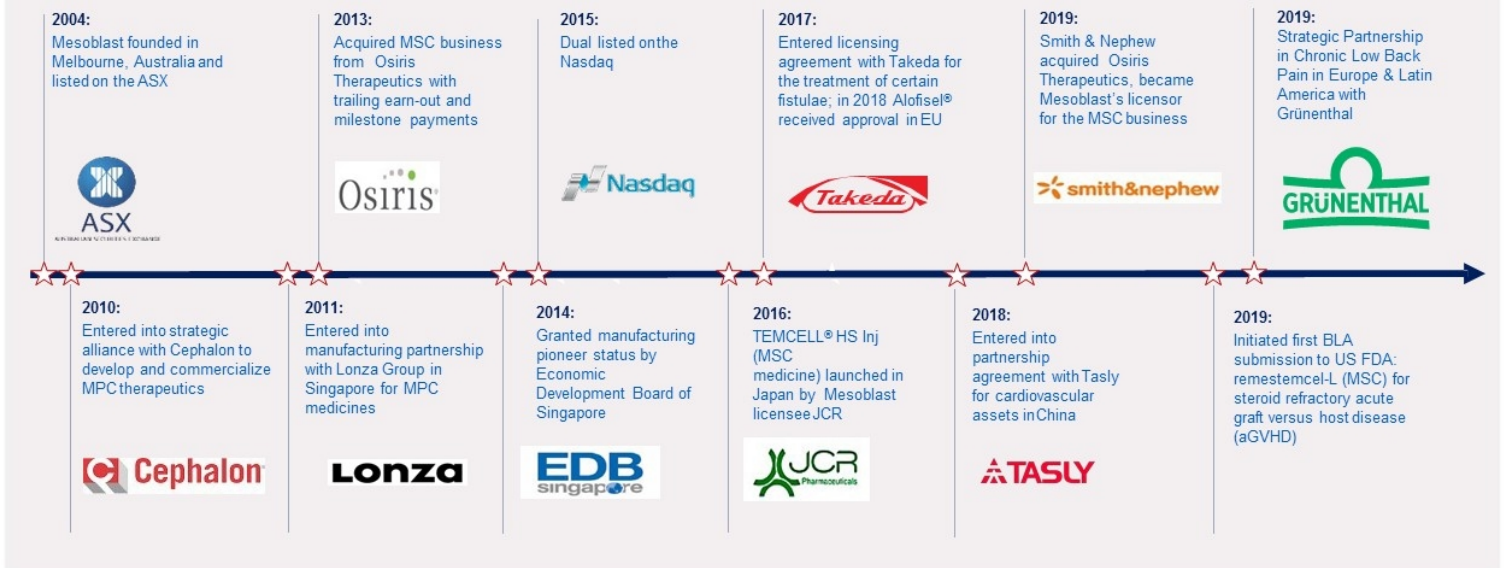 2004:
Mesoblast founded in
Melbourne, Australia and
listed on the ASX
ASX
2013:
Acquired MSC business
from Osiris
Therapeutics with
trailing earn-out and
milestone payments
Osiris
2015:
Dual listed onthe
Nasdaq
Nasdaq
2017:
Entered licensing
agreement with Takeda for
the treatment of certain
fistulae; in 2018 Alofisel®
received approval in EU
Takeda
2019:
Smith & Nephew
acquired Osiris
Therapeutics, became
Mesoblast's licensor
for the MSC business
smith&nephew
2019:
Strategic Partnership
in Chronic Low Back
Pain in Europe & Latin
America with
Grünenthal
GRÜNENTHAL
2010:
Entered into strategic
alliance with Cephalon to
develop and commercialize
MPC therapeutics
Cephalon
2011:
Entered into
manufacturing partnership
with Lonza Group in
Singapore for MPC
medicines
Lonza
2014:
Granted manufacturing
pioneer status by
Economic
Development Board of
Singapore
EDB
singapore
2016:
TEMCELL® HS Inj
(MSC
medicine) launched in
Japan by Mesoblast
licensee JCR
JCR
Pharmaceuticals
2018:
Entered into
partnership
agreement with Tasly
for cardiovascular
assets in China
TASLY
2019:
Initiated first BLA
submission to US FDA:
remestemcel-L (MSC) for
steroid refractory acute
graft versus host disease
(aGVHD)